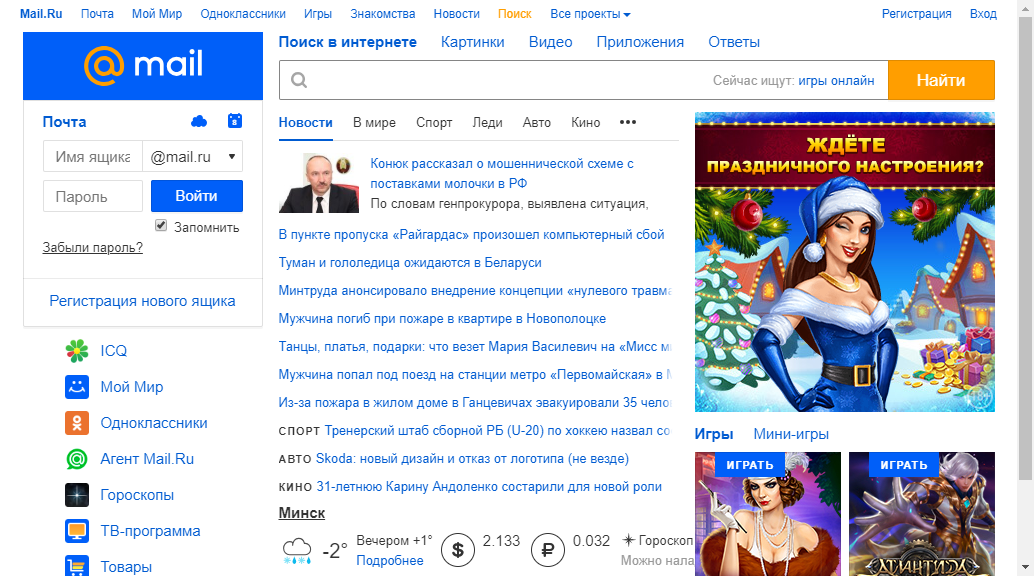 Mail.Ru Почта Мой Мир Одноклассники Игры Знакомства Новости Поиск Все проекты Регистрация Вход
@mail
Поиск в интернете Картинки Видео Приложения Ответы
Сейчас ищут: игры онлайн Найти
Почта 8
Имя ящика @mail.ru
Пароль Войти
Запомнить
Забыли пароль?
Регистрация нового ящика
ICQ
Мой Мир
Одноклассники
Агент Mail.Ru
Гороскопы
ТВ-программа
Товары
Новости В мире Спорт Леди Авто Кино •••
Конюк рассказал о мошеннической схеме с
поставками молочки в РФ
По словам генпрокурора, выявлена ситуация,
В пункте пропуска «Райгардас» произошел компьютерный сбой
Туман и гололедица ожидаются в Беларуси
Минтруда анонсировало внедрение концепции «нулевого травма
Мужчина погиб при пожаре в квартире в Новополоцке
Танцы, платья, подарки: что везет Мария Василевич на «Мисс м
Мужчина попал под поезд на станции метро «Первомайская» в М
Из-за пожара в жилом доме в Ганцевичах эвакуировали 35 чело
СПОРТ Тренерский штаб сборной РБ (U-20) по хоккею назвал со
АВТО Skoda: новый дизайн и отказ от логотипа (не везде)
КИНО 31-летнюю Карину Андоленко состарили для новой роли
Минск
-2° Вечером +1° $ 2.133 ₽ 0.032 Гороскоп
Подробнее Можно нала
ЖДЁТЕ
ПРАЗДНИЧНОГО НАСТРОЕНИЯ?
Игры Мини-игры
ИГРАТЬ ИГРАТЬ
АТЛАНТИДА